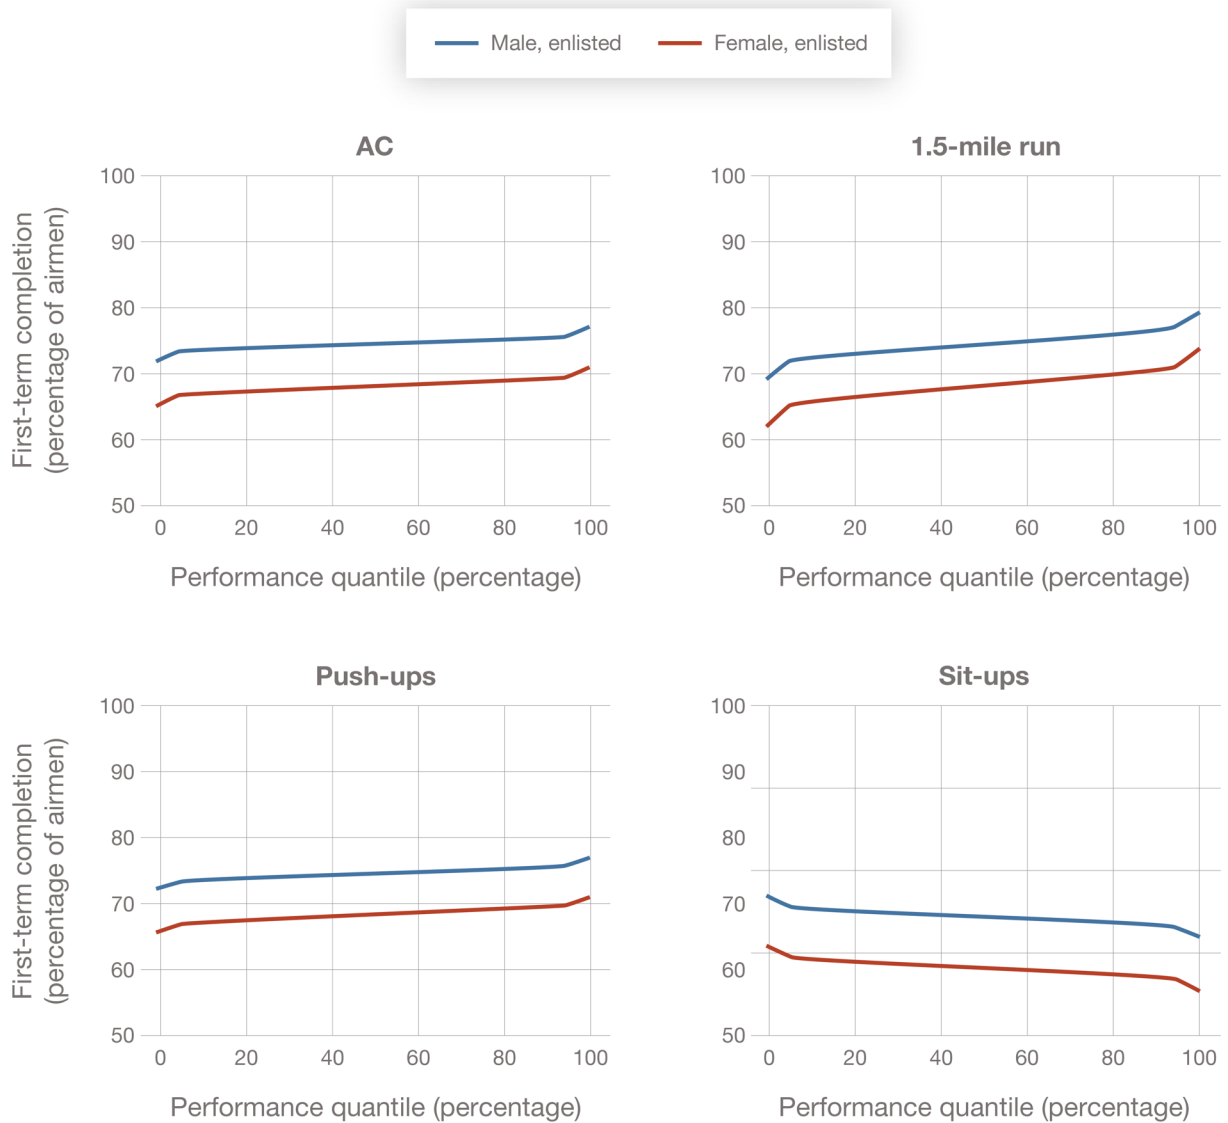 Male, enlisted
Female, enlisted
AC
100
90
80
70
60
50
0 20 40 60 80 100
First-term completion
(percentage of airmen)
Performance quantile (percentage)
1.5-mile run
100
90
80
70
60
50
0 20 40 60 80 100
Performance quantile (percentage)
Push-ups
100
90
80
70
60
50
0 20 40 60 80 100
First-term completion
(percentage of airmen)
Performance quantile (percentage)
Sit-ups
100
90
80
70
60
50
0 20 40 60 80 100
Performance quantile (percentage)